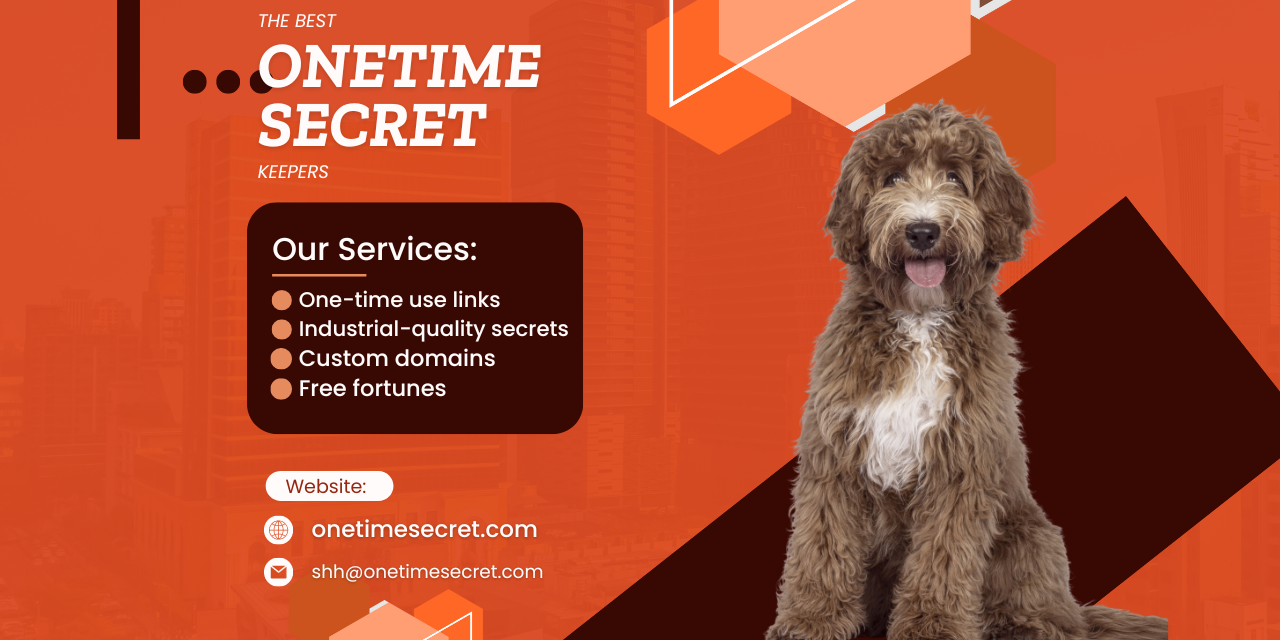 THE BEST
ONETIME
SECRET
KEEPERS
Our Services:
One-time use links
Industrial-quality secrets
Custom domains
Free fortunes
Website:
onetimesecret.com
shh@onetimesecret.com